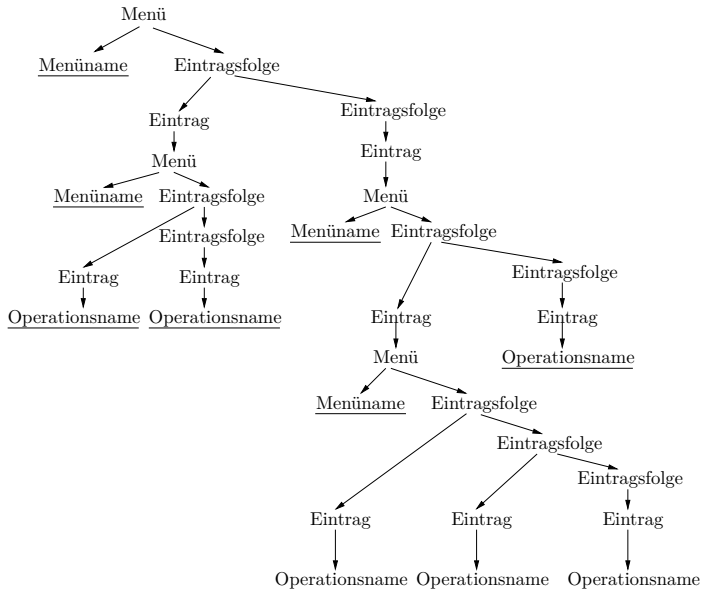 Menü
Menüname Eintragsfolge
Eintragsfolge
Eintrag
Eintrag
Menü
Menüname Eintragsfolge Menü
Menüname Eintragsfolge
Eintragsfolge
Eintrag Eintrag Eintragsfolge
Operationsname Operationsname Eintrag Eintrag
Menü Operationsname
Menüname Eintragsfolge
Eintragsfolge
Eintragsfolge
Eintrag Eintrag Eintrag
Operationsname Operationsname Operationsname